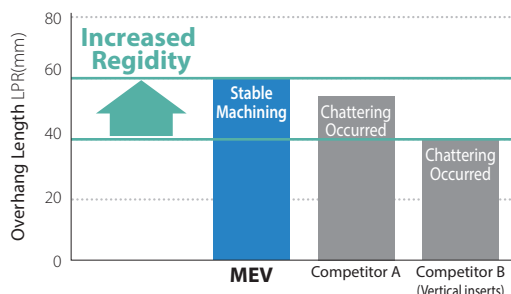 80
60
40
20
0
Overhang Length LPR(mm)
Increased
Regidity
Stable
Machining
Chattering
Occurred
Chattering
Occurred
MEV
Competitor A
Competitor B
(Vertical inserts)